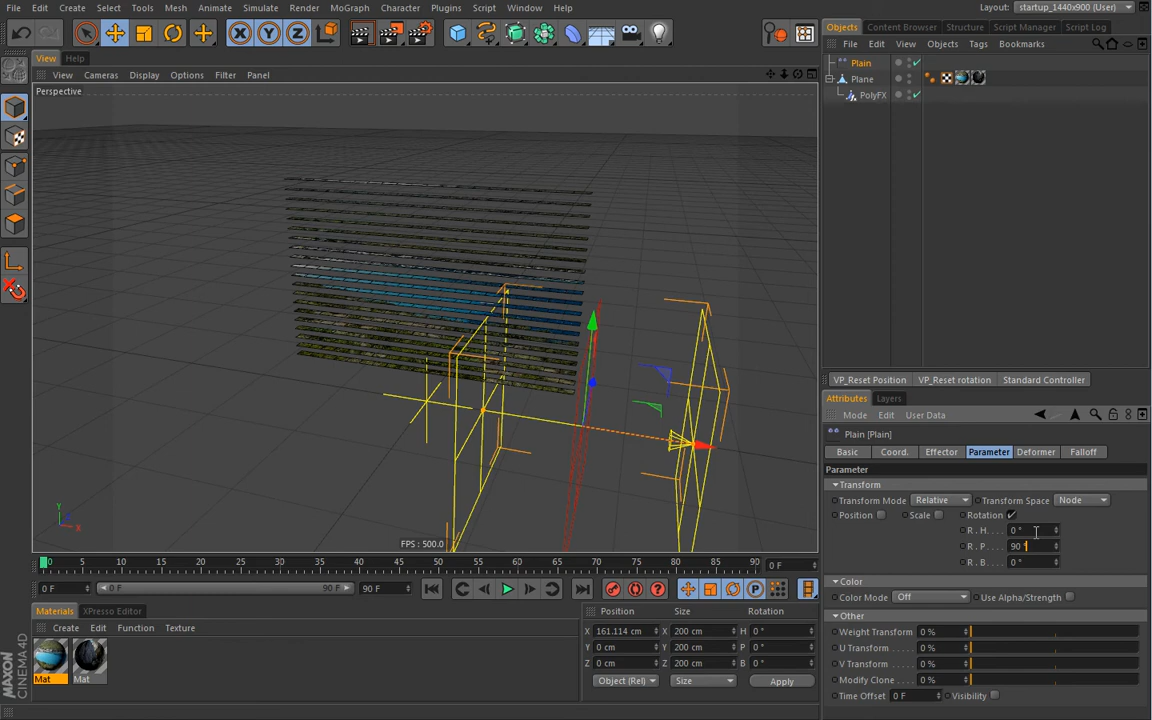 File Edit Create Select Tools Mesh Animate Simulate Render MoGraph Character Plugins Script Window Help Layout: startup_1440x900 (User)
View Help
Objects Content Browser Structure Script Manager Script Log
View Cameras Display Options Filter Panel
File Edit View Objects Tags Bookmarks
Perspective
Plain
Plane
PolyFX
VP_Reset Position VP_Reset rotation Standard Controller
Attributes Layers
Mode Edit User Data
Plain [Plain]
Basic Coord. Effector Parameter Deformer Falloff
Parameter
Transform
Transform Mode Relative Transform Space Node
Position Scale Rotation
R . H . . . . 0 °
R . P . . . . 90 °
R . B . . . . 0 °
Y
Z X
FPS : 500.0
0 5 10 15 20 25 30 35 40 45 50 55 60 65 70 75 80 85 90 0 F
0 F 0 F 90 F 90 F
Color
Color Mode Off Use Alpha/Strength
Other
Weight Transform 0 %
U Transform 0 %
V Transform 0 %
Modify Clone 0 %
Time Offset 0 F Visibility
Materials XPresso Editor
Create Edit Function Texture
Mat Mat
Position Size Rotation
X 161.114 cm X 200 cm H 0 °
Y 0 cm Y 200 cm P 0 °
Z 0 cm Z 200 cm B 0 °
Object (Rel) Size Apply
MAXON
CINEMA 4D